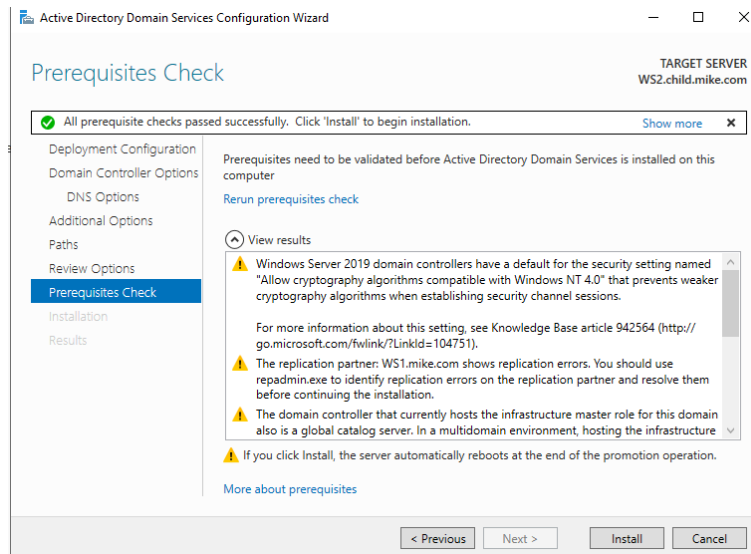 Active Directory Domain Services Configuration Wizard
Prerequisites Check
TARGET SERVER
WS2.child.mike.com
All prerequisite checks passed successfully. Click 'Install' to begin installation.
Show more
Deployment Configuration
Domain Controller Options
DNS Options
Additional Options
Paths
Review Options
Prerequisites Check
Installation
Results
Prerequisites need to be validated before Active Directory Domain Services is installed on this
computer
Rerun prerequisites check
View results
Windows Server 2019 domain controllers have a default for the security setting named
"Allow cryptography algorithms compatible with Windows NT 4.0" that prevents weaker
cryptography algorithms when establishing security channel sessions.
For more information about this setting, see Knowledge Base article 942564 (http://
go.microsoft.com/fwlink/?LinkId=104751).
The replication partner: WS1.mike.com shows replication errors. You should use
repadmin.exe to identify replication errors on the replication partner and resolve them
before continuing the installation.
The domain controller that currently hosts the infrastructure master role for this domain
also is a global catalog server. In a multidomain environment, hosting the infrastructure
If you click Install, the server automatically reboots at the end of the promotion operation.
More about prerequisites
< Previous
Next >
Install
Cancel